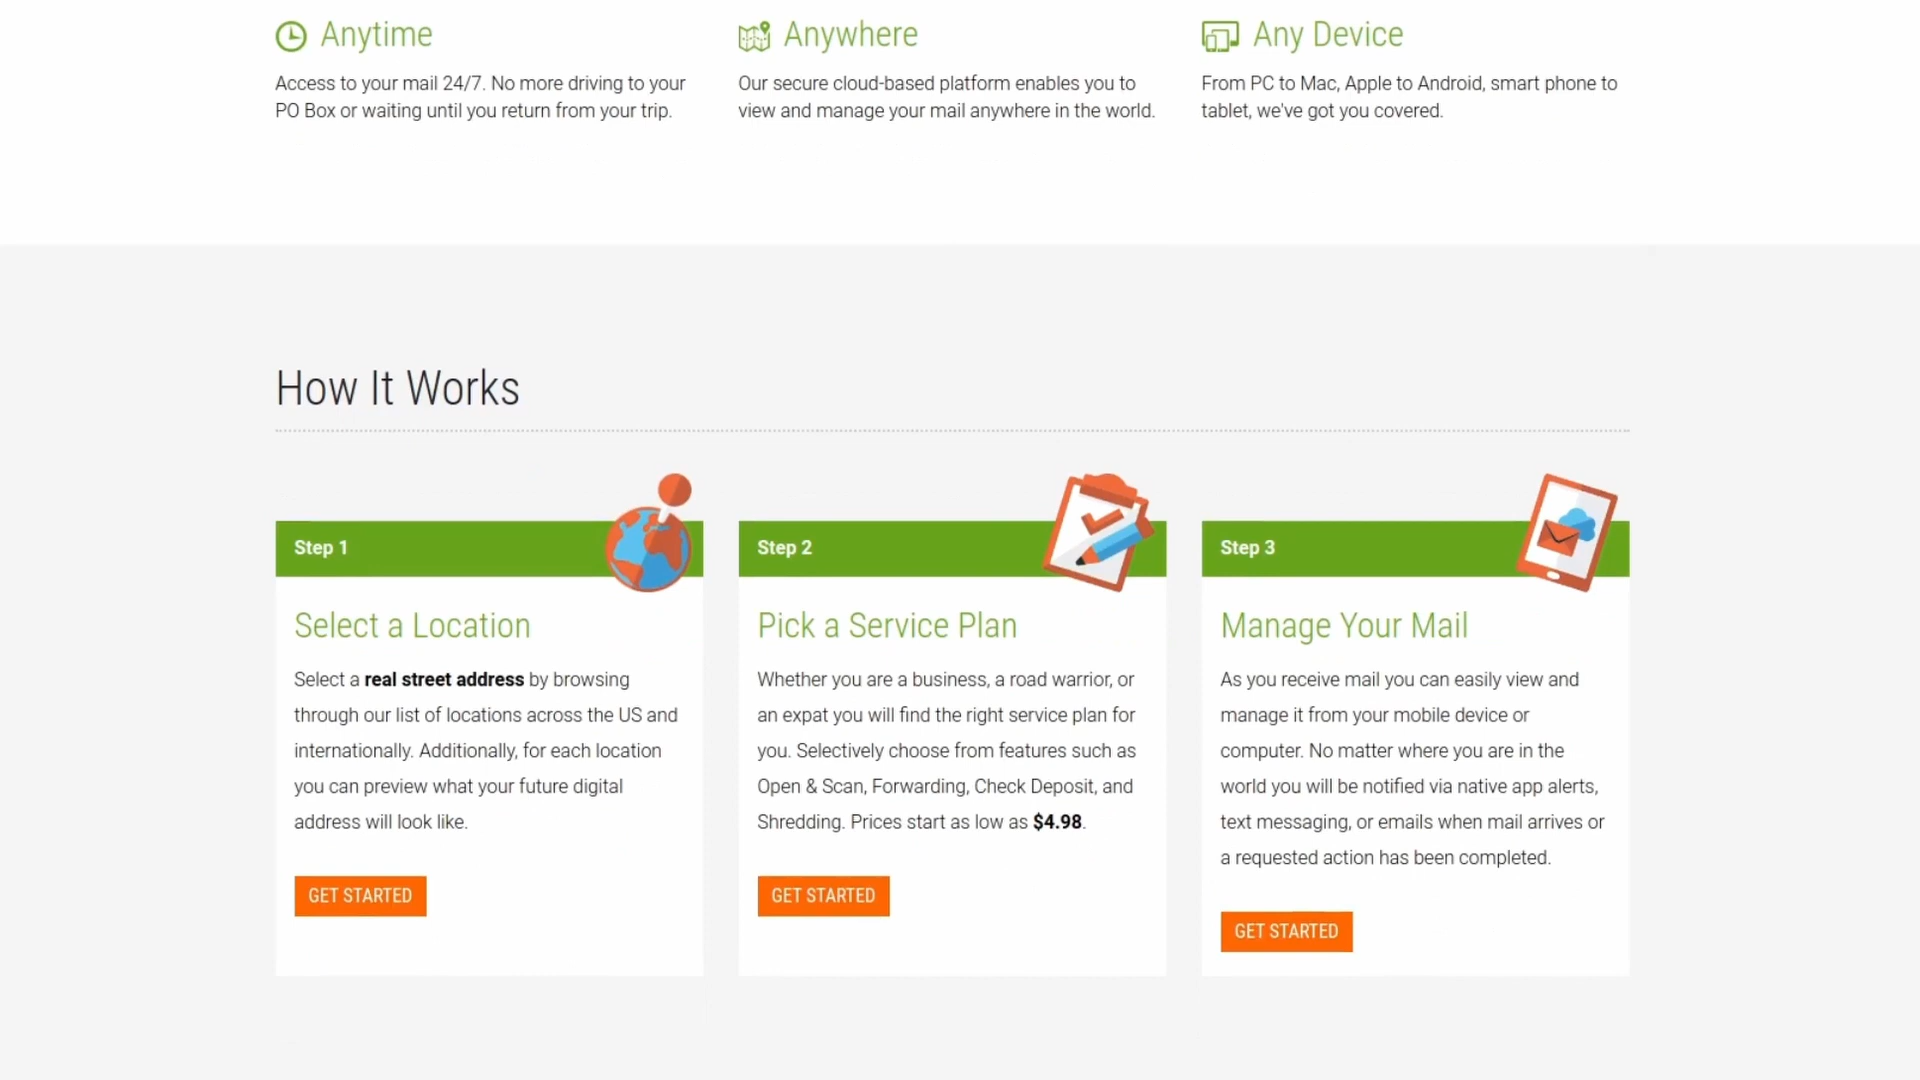 Anytime
Access to your mail 24/7. No more driving to your
PO Box or waiting until you return from your trip.
Anywhere
Our secure cloud-based platform enables you to
view and manage your mail anywhere in the world.
Any Device
From PC to Mac, Apple to Android, smart phone to
tablet, we've got you covered.
How It Works
Step 1
Select a Location
Select a real street address by browsing
through our list of locations across the US and
internationally. Additionally, for each location
you can preview what your future digital
address will look like.
GET STARTED
Step 2
Pick a Service Plan
Whether you are a business, a road warrior, or
an expat you will find the right service plan for
you. Selectively choose from features such as
Open & Scan, Forwarding, Check Deposit, and
Shredding. Prices start as low as $4.98.
GET STARTED
Step 3
Manage Your Mail
As you receive mail you can easily view and
manage it from your mobile device or
computer. No matter where you are in the
world you will be notified via native app alerts,
text messaging, or emails when mail arrives or
a requested action has been completed.
GET STARTED